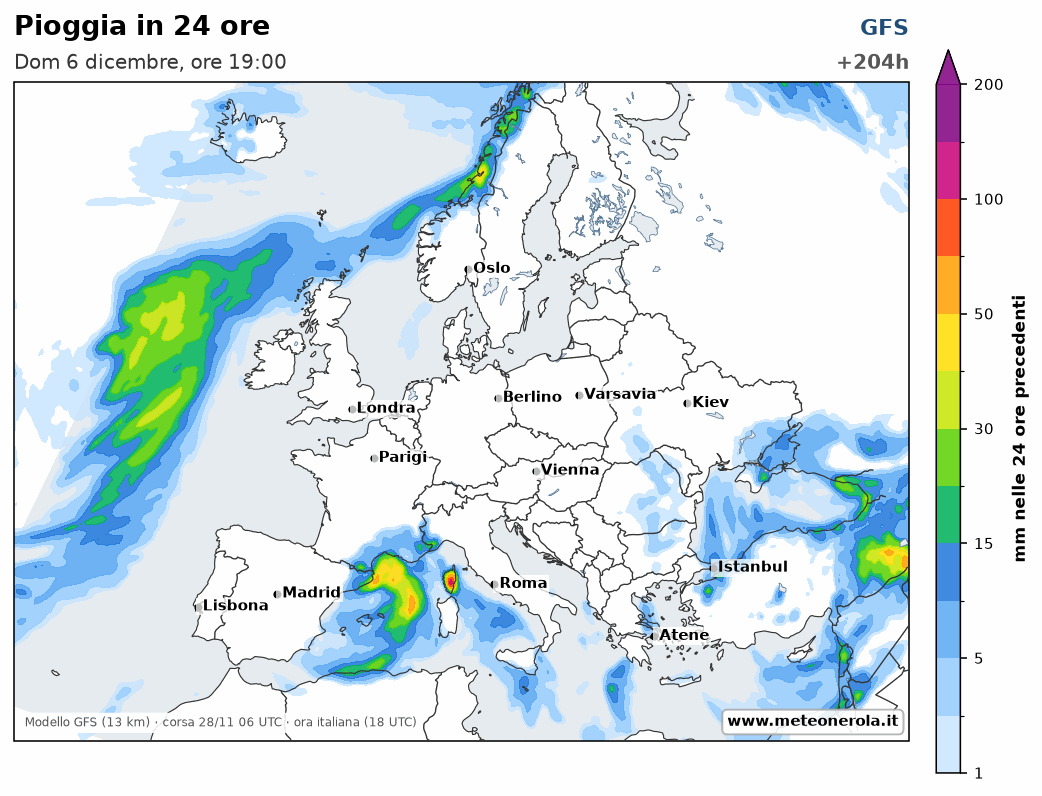 Pioggia in 24 ore
GFS
Dom 6 dicembre, ore 19:00
+204h
200
100
50
30
15
5
1
mm nelle 24 ore precedenti
Oslo
Londra
Berlino
Varsavia
Kiev
Parigi
Vienna
Madrid
Lisbona
Roma
Istanbul
Atene
Modello GFS (13 km) · corsa 28/11 06 UTC · ora italiana (18 UTC)
www.meteonerola.it